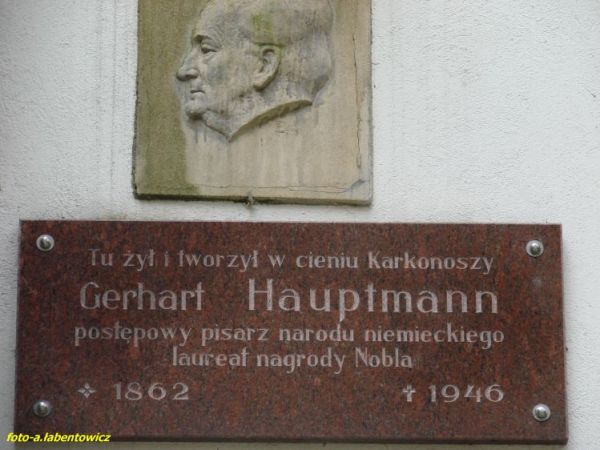 Tu żył i tworzył w cieniu Karkonoszy
Gerhart Hauptmann
postępowy pisarz narodu niemieckiego
laureat nagrody Nobla
✧ 1862 ✝ 1946
foto-a.labentowicz